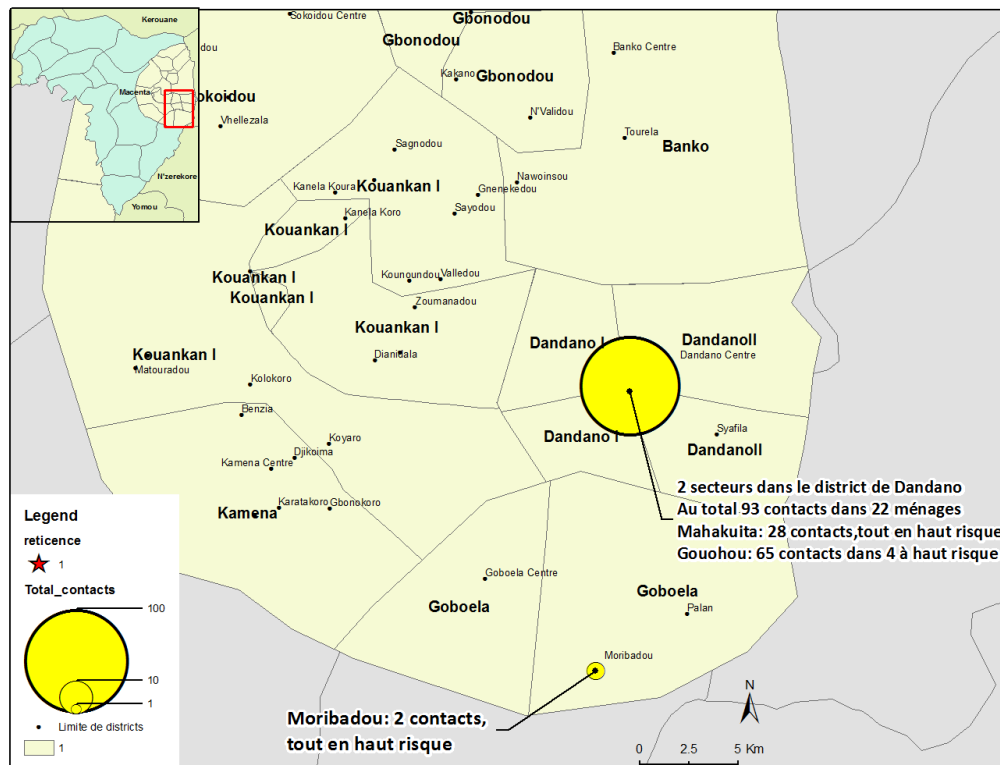 Kerouane
Macenta
N'zerekore
Yomou
Sokoidou Centre
Gbonodou
Gbonodou
Banko Centre
dou
Kakano
Gbonodou
okoidou
N'Validou
Vhellezala
Tourela
Banko
Sagnodou
Nawoinsou
Kouankan I
Kanela Koura
Gnenekedou
Sayodou
Kanela Koro
Kouankan I
Kouankan I
Kounoundou
Valledou
Kouankan I
Zoumanadou
Kouankan I
Dandano I
DandanoII
Dandano Centre
Kouankan I
Dianidala
Matouradou
Kolokoro
Benzia
Syafila
Dandano I
Koyaro
DandanoII
Djikoima
Kamena Centre
Karatakoro
Gbonokoro
Kamena
2 secteurs dans le district de Dandano
Au total 93 contacts dans 22 ménages
Mahakuita: 28 contacts,tout en haut risque
Gouohou: 65 contacts dans 4 à haut risque
Goboela Centre
Goboela
Goboela
Palan
Moribadou
Moribadou: 2 contacts,
tout en haut risque
Legend
reticence
1
Total_contacts
100
10
1
Limite de districts
1
N
0 2.5 5 Km